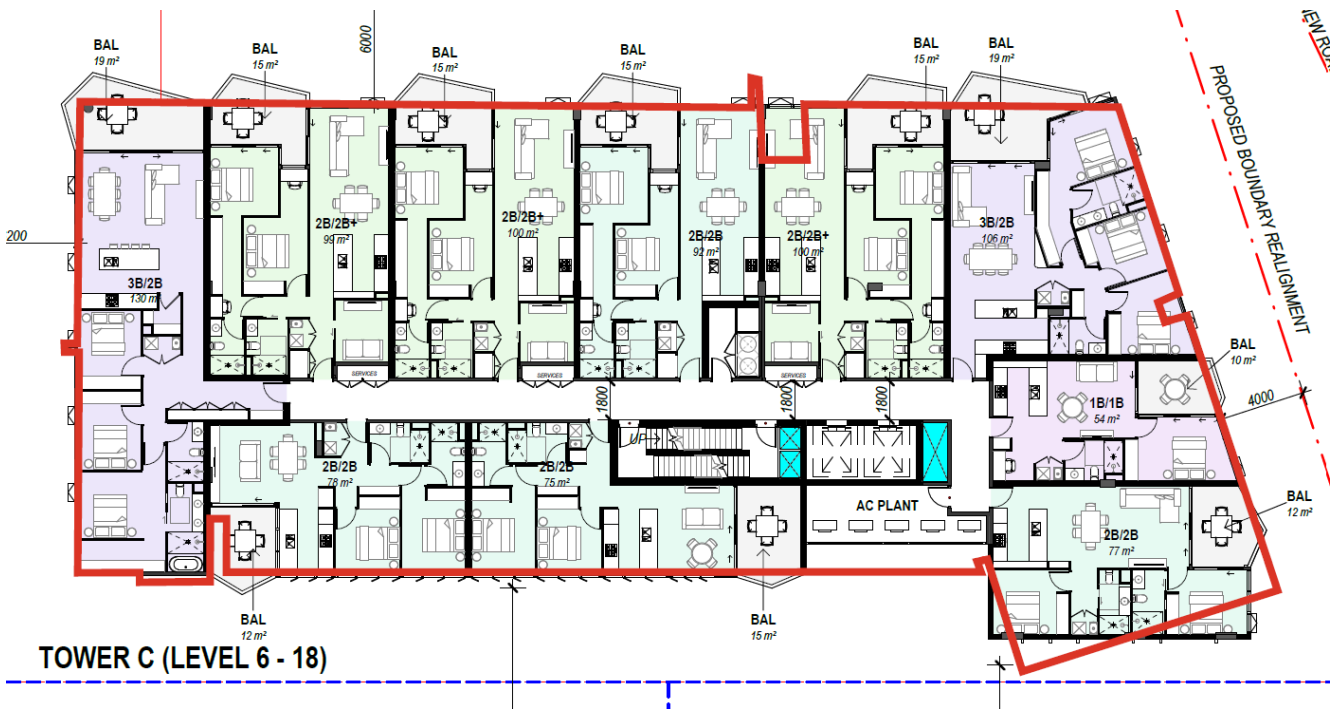 BAL
19 m²
BAL
15 m²
6000
BAL
15 m²
BAL
15 m²
BAL
15 m²
BAL
19 m²
PROPOSED BOUNDARY REALIGNMENT
200
2B/2B+
99 m²
2B/2B+
100 m²
2B/2B
92 m²
2B/2B+
100 m²
3B/2B
106 m²
3B/2B
130 m²
BAL
10 m²
SERVICES
SERVICES
SERVICES
1800
1800
1800
1B/1B
54 m²
4000
UP
2B/2B
78 m²
2B/2B
75 m²
AC PLANT
BAL
12 m²
2B/2B
77 m²
BAL
12 m²
BAL
15 m²
TOWER C (LEVEL 6 - 18)